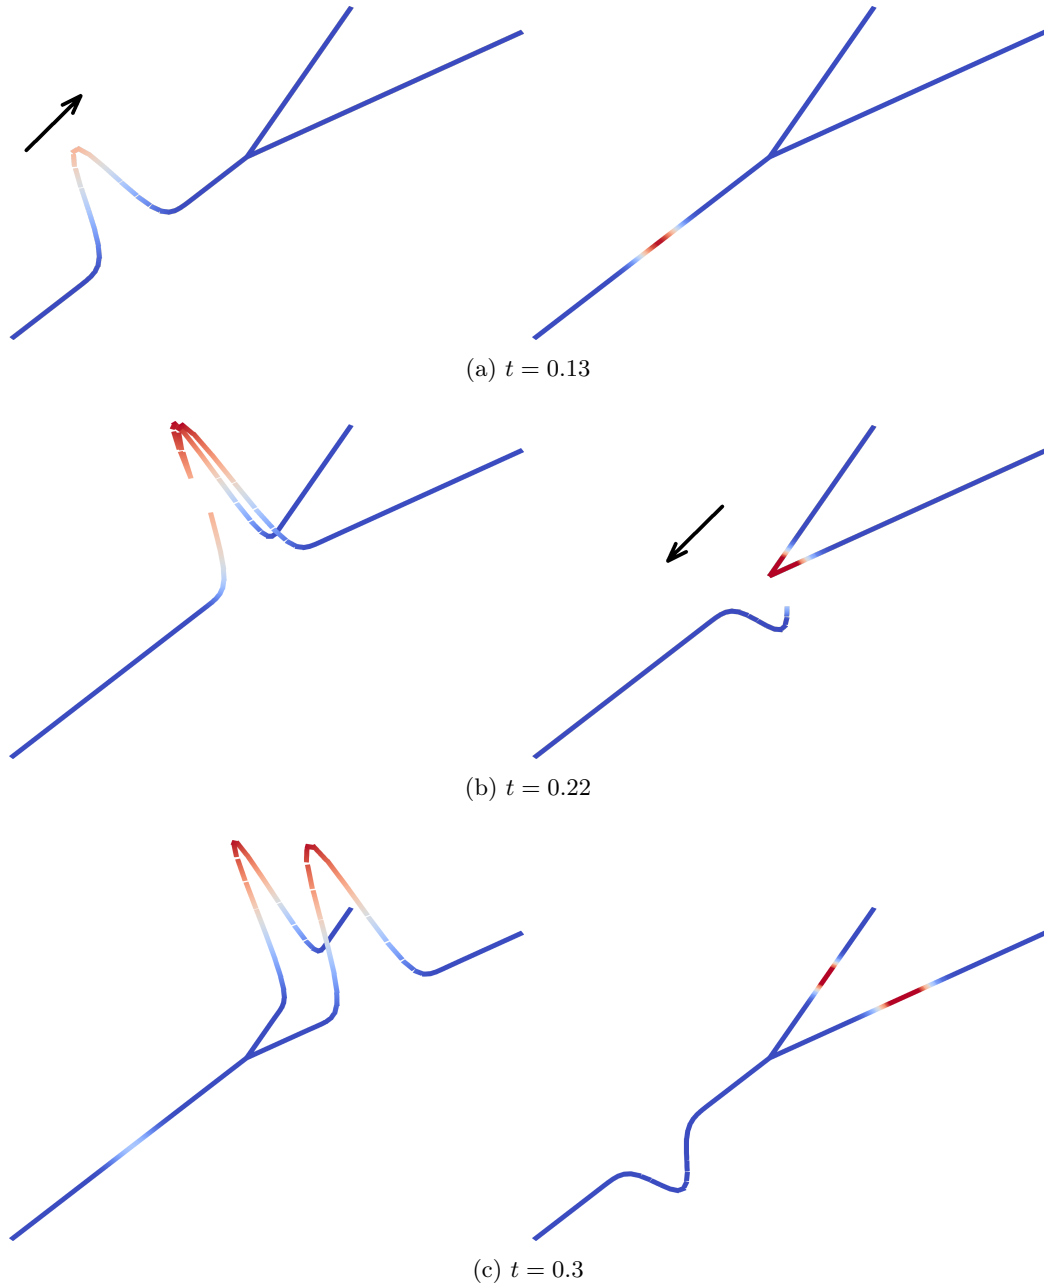 (a) t = 0.13
(b) t = 0.22
(c) t = 0.3